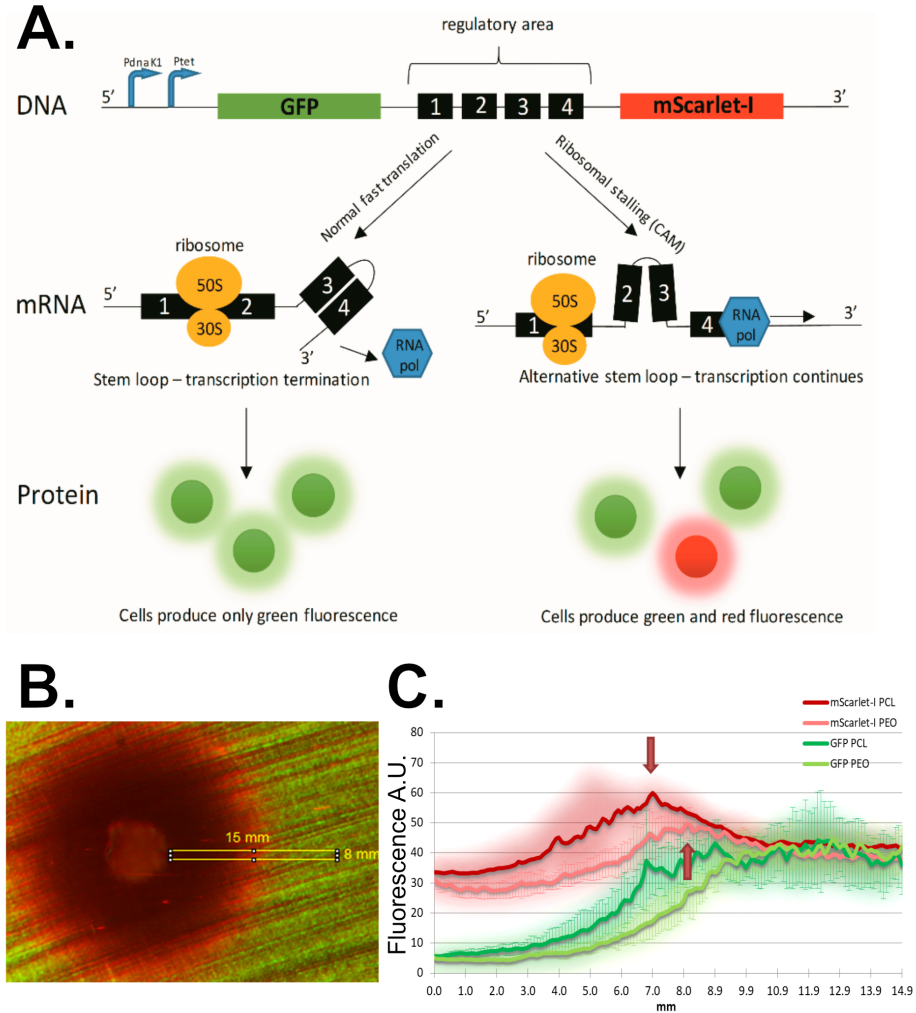 A.
regulatory area
PdnaK1 Ptet
DNA 5' GFP 1 2 3 4 mScarlet-I 3'
Normal fast translation
Ribosomal stalling (CAM)
ribosome
ribosome
mRNA 5' 1 50S 30S 2 3 4 3' RNA pol
5' 1 50S 30S 2 3 4 RNA pol 3'
Stem loop – transcription termination
Alternative stem loop – transcription continues
Protein
Cells produce only green fluorescence
Cells produce green and red fluorescence
B.
15 mm
8 mm
C.
mScarlet-I PCL
mScarlet-I PEO
GFP PCL
GFP PEO
Fluorescence A.U.
80
70
60
50
40
30
20
10
0
0.0 1.0 2.0 3.0 4.0 5.0 6.0 7.0 8.1 8.9 9.9 10.9 11.9 12.9 13.9 14.9
mm